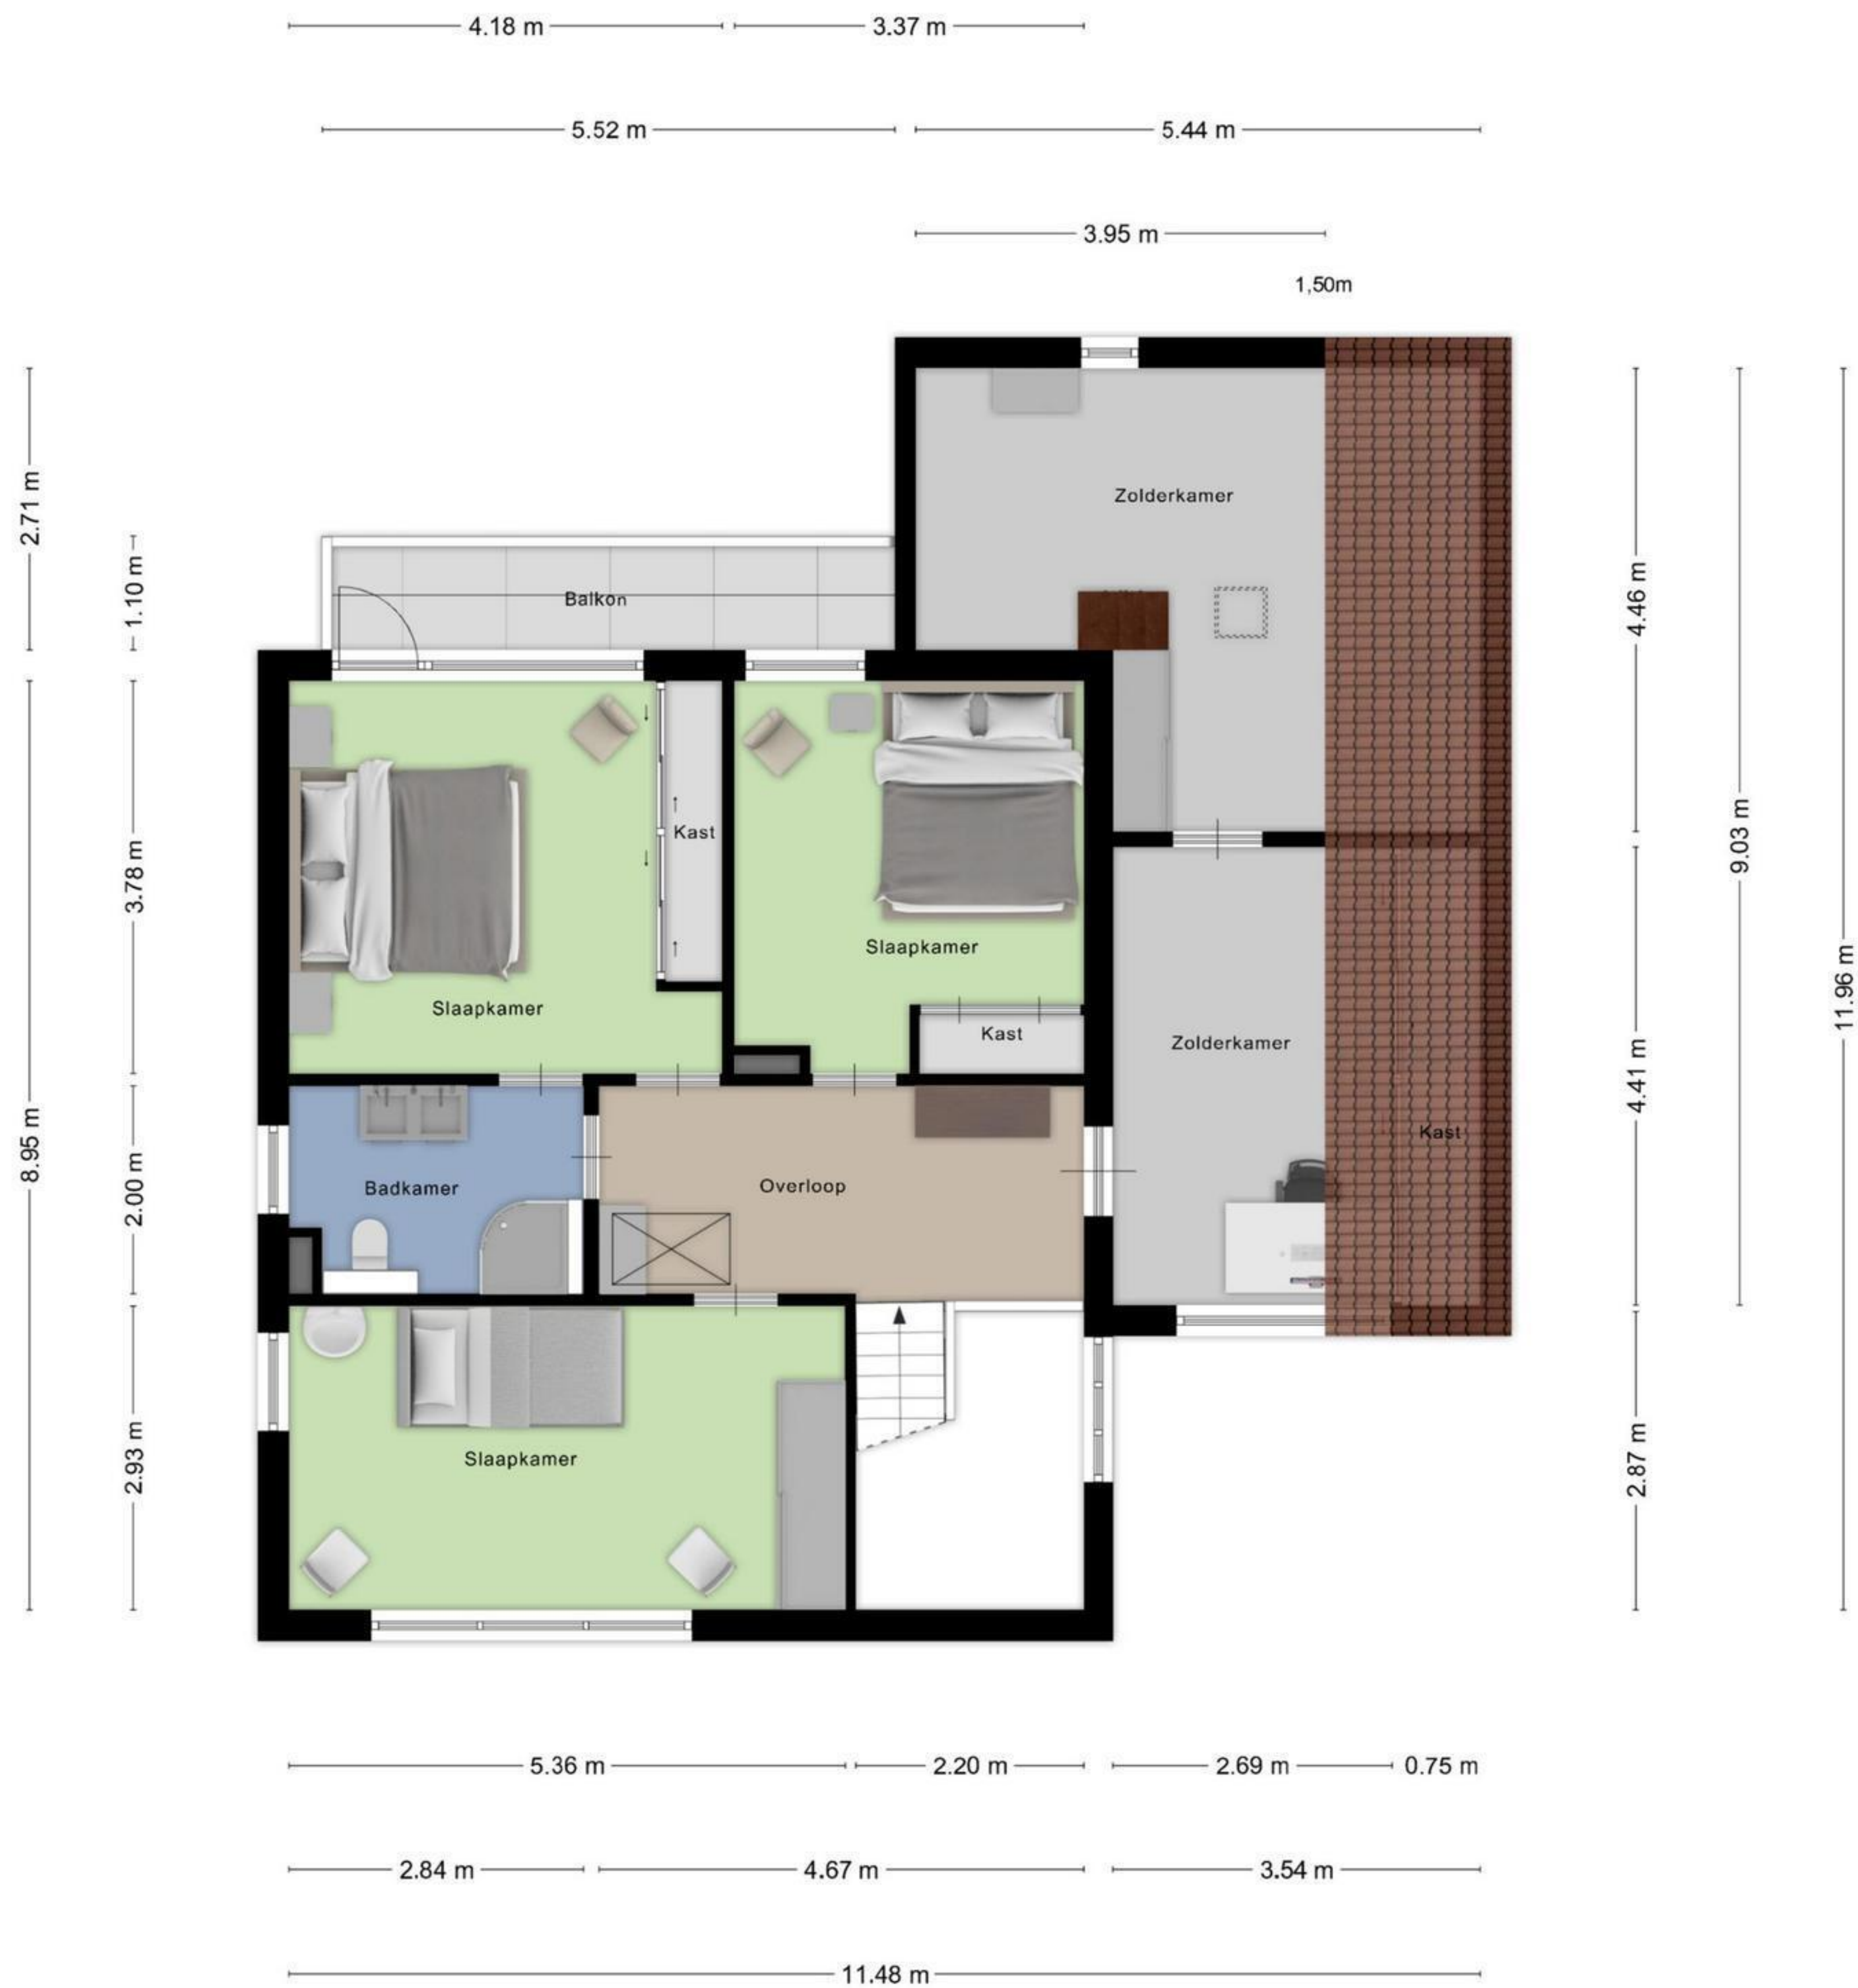 4.18 m
3.37 m
5.52 m
5.44 m
3.95 m
1,50m
2.71 m
1.10 m
Zolderkamer
4.46 m
Balkon
3.78 m
Kast
9.03 m
Slaapkamer
11.96 m
Slaapkamer
Kast
Zolderkamer
4.41 m
8.95 m
Kast
2.00 m
Badkamer
Overloop
2.93 m
Slaapkamer
2.87 m
5.36 m
2.20 m
2.69 m
0.75 m
2.84 m
4.67 m
3.54 m
11.48 m